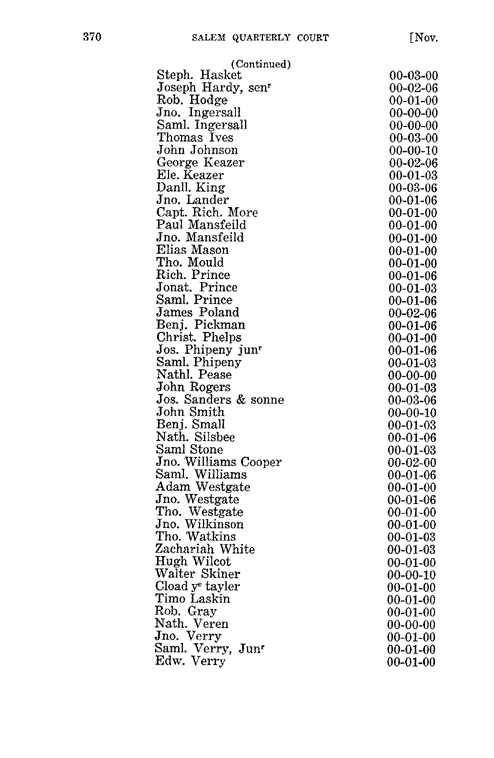 370 SALEM QUARTERLY COURT [Nov.
(Continued)
Steph. Hasket 00-03-00
Joseph Hardy, senʳ 00-02-06
Rob. Hodge 00-01-00
Jno. Ingersall 00-00-00
Saml. Ingersall 00-00-00
Thomas Ives 00-03-00
John Johnson 00-00-10
George Keazer 00-02-06
Ele. Keazer 00-01-03
Danll. King 00-03-06
Jno. Lander 00-01-06
Capt. Rich. More 00-01-00
Paul Mansfeild 00-01-00
Jno. Mansfeild 00-01-00
Elias Mason 00-01-00
Tho. Mould 00-01-00
Rich. Prince 00-01-06
Jonat. Prince 00-01-03
Saml. Prince 00-01-06
James Poland 00-02-06
Benj. Pickman 00-01-06
Christ. Phelps 00-01-00
Jos. Phipeny junʳ 00-01-06
Saml. Phipeny 00-01-03
Nathl. Pease 00-00-00
John Rogers 00-01-03
Jos. Sanders & sonne 00-03-06
John Smith 00-00-10
Benj. Small 00-01-03
Nath. Silsbee 00-01-06
Saml Stone 00-01-03
Jno. Williams Cooper 00-02-00
Saml. Williams 00-01-06
Adam Westgate 00-01-00
Jno. Westgate 00-01-06
Tho. Westgate 00-01-00
Jno. Wilkinson 00-01-00
Tho. Watkins 00-01-03
Zachariah White 00-01-03
Hugh Wilcot 00-01-00
Walter Skiner 00-00-10
Cload yᵉ tayler 00-01-00
Timo Laskin 00-01-00
Rob. Gray 00-01-00
Nath. Veren 00-00-00
Jno. Verry 00-01-00
Saml. Verry, Junʳ 00-01-00
Edw. Verry 00-01-00